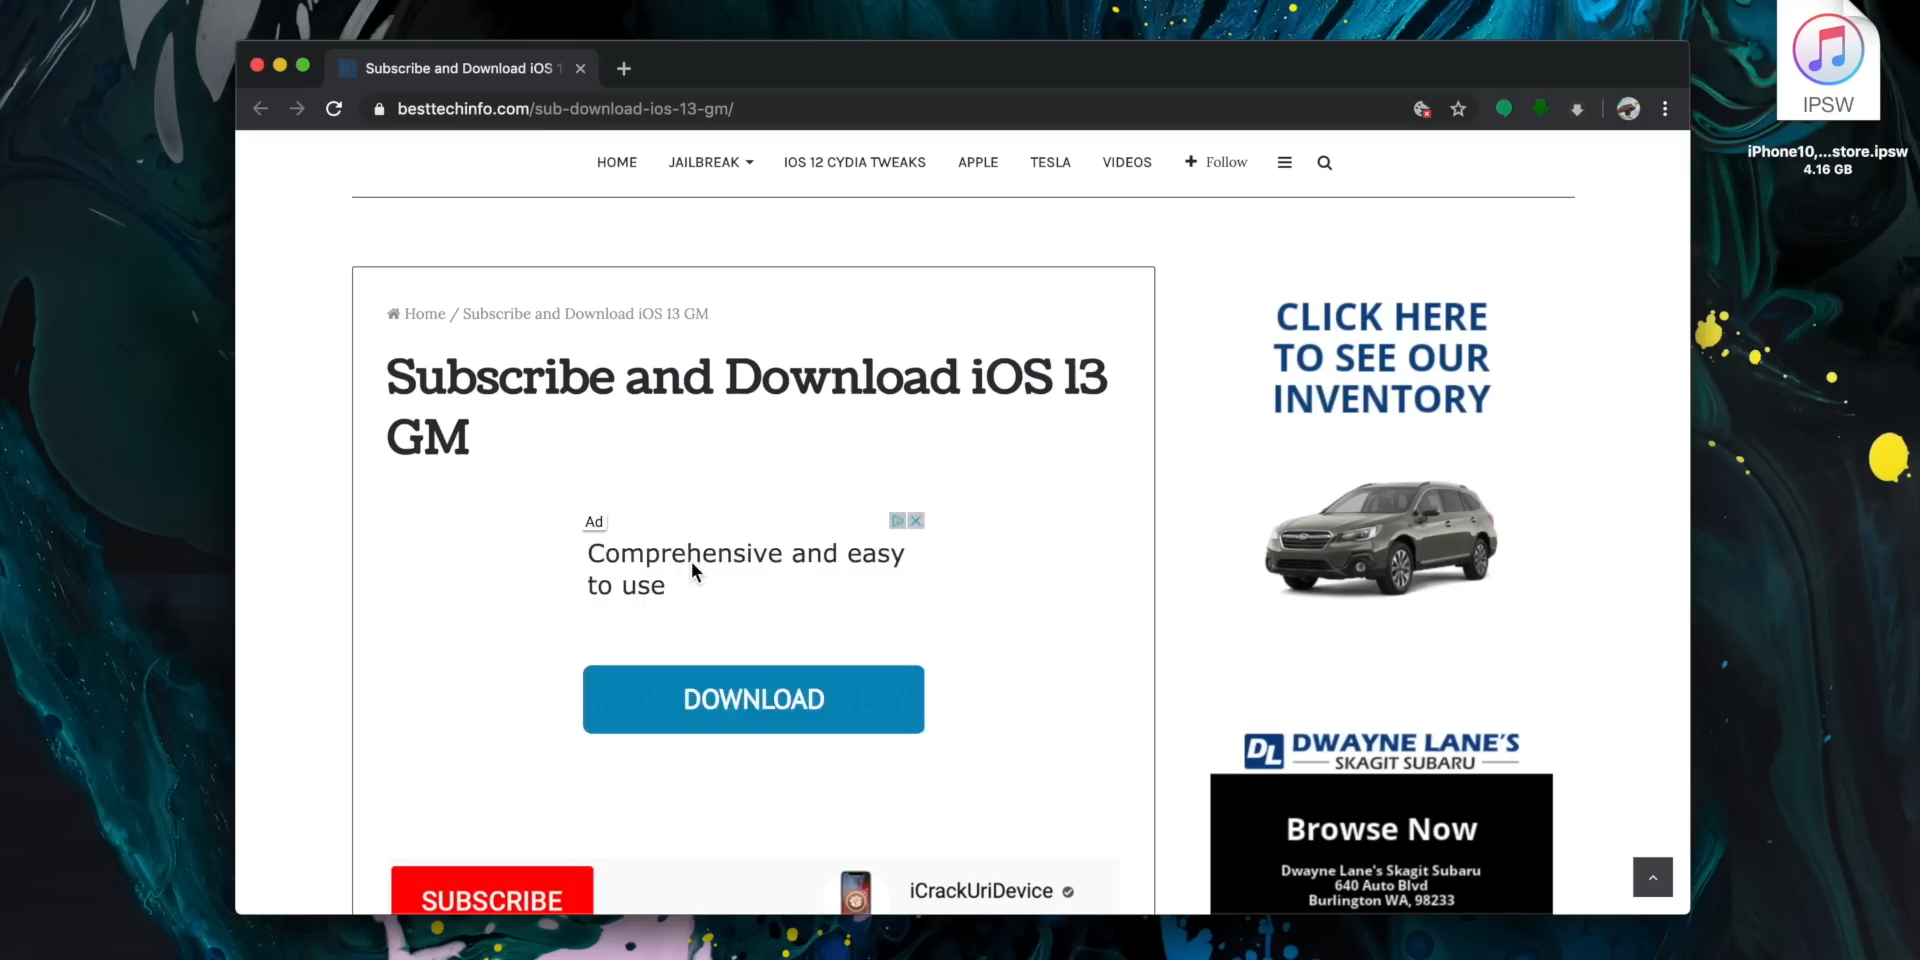 Subscribe and Download iOS 1
besttechinfo.com/sub-download-ios-13-gm/
IPSW
iPhone10,...store.ipsw
4.16 GB
HOME JAILBREAK IOS 12 CYDIA TWEAKS APPLE TESLA VIDEOS + Follow
Home / Subscribe and Download iOS 13 GM
Subscribe and Download iOS 13
GM
Ad
Comprehensive and easy
to use
DOWNLOAD
SUBSCRIBE
iCrackUriDevice
CLICK HERE
TO SEE OUR
INVENTORY
DL DWAYNE LANE'S
SKAGIT SUBARU
Browse Now
Dwayne Lane's Skagit Subaru
640 Auto Blvd
Burlington WA, 98233